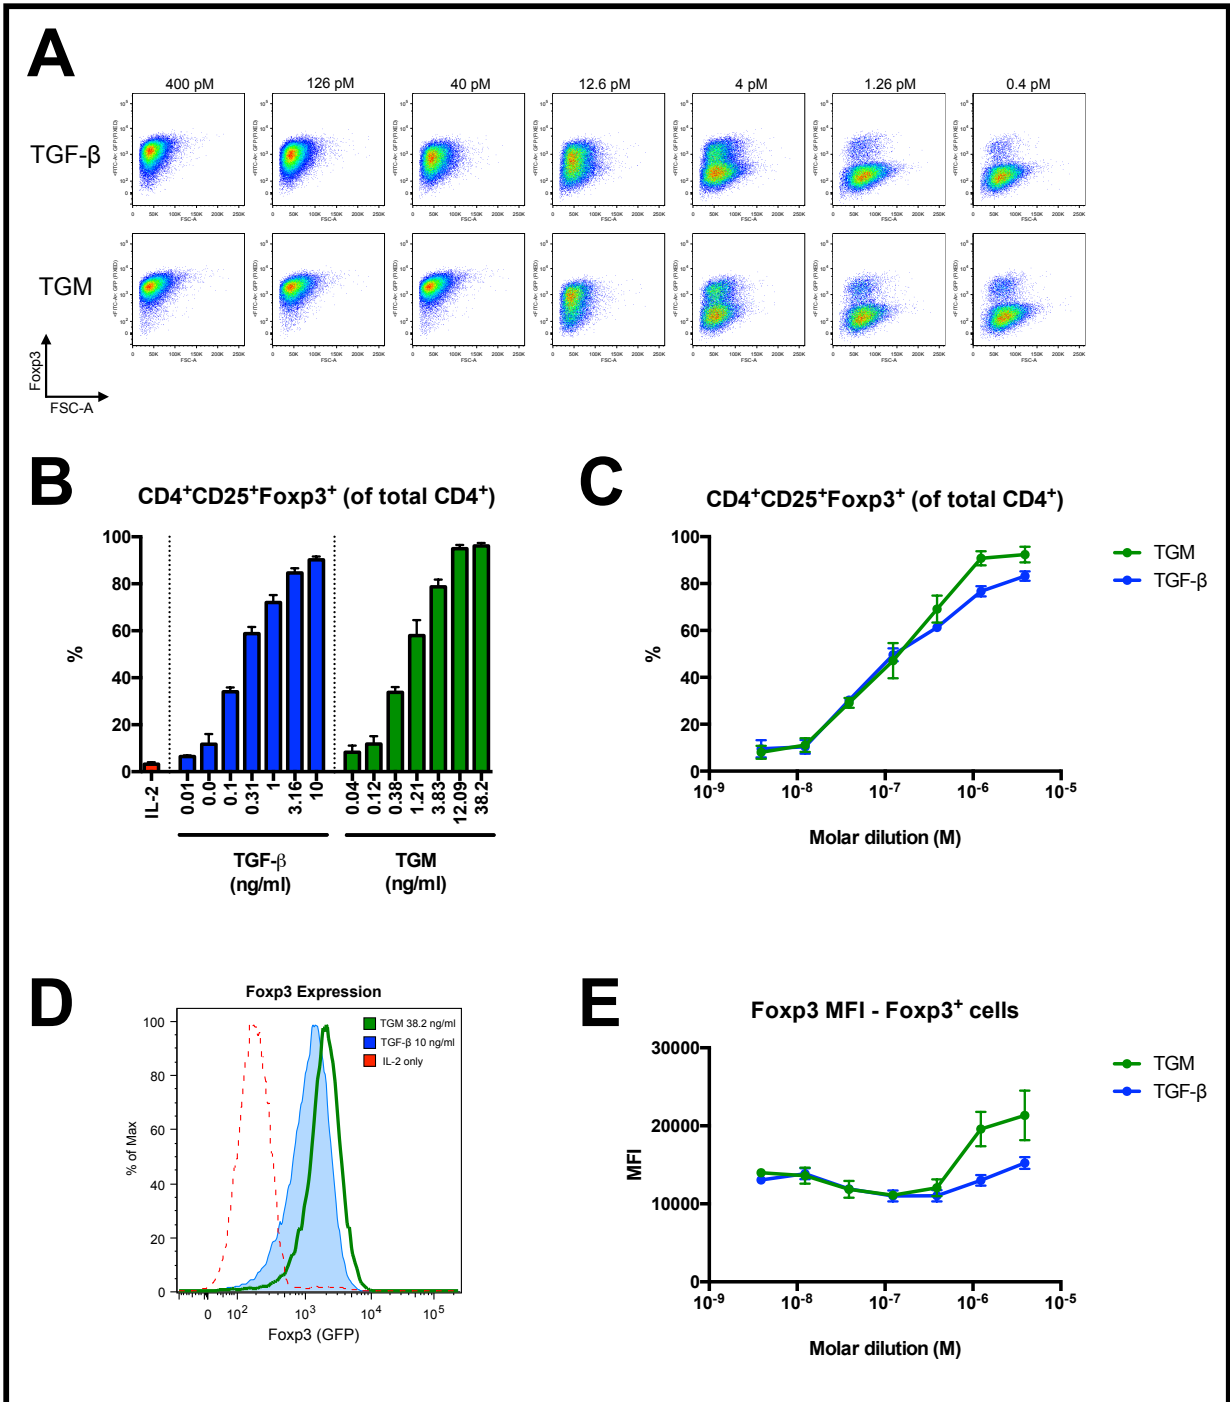 A
400 pM 126 pM 40 pM 12.6 pM 4 pM 1.26 pM 0.4 pM
TGF-β
TGM
Foxp3
FSC-A
B
CD4⁺CD25⁺Foxp3⁺ (of total CD4⁺)
100
80
60
40
20
0
%
IL-2 0.01 0.0 0.1 0.31 1 3.16 10 0.04 0.12 0.38 1.21 3.83 12.09 38.2
TGF-β TGM
(ng/ml) (ng/ml)
C
CD4⁺CD25⁺Foxp3⁺ (of total CD4⁺)
TGM
TGF-β
100
80
60
40
20
0
%
10⁻⁹ 10⁻⁸ 10⁻⁷ 10⁻⁶ 10⁻⁵
Molar dilution (M)
D
Foxp3 Expression
TGM 38.2 ng/ml
TGF-β 10 ng/ml
IL-2 only
100
80
60
40
20
0
% of Max
0 10² 10³ 10⁴ 10⁵
Foxp3 (GFP)
E
Foxp3 MFI - Foxp3⁺ cells
TGM
TGF-β
30000
20000
10000
0
MFI
10⁻⁹ 10⁻⁸ 10⁻⁷ 10⁻⁶ 10⁻⁵
Molar dilution (M)